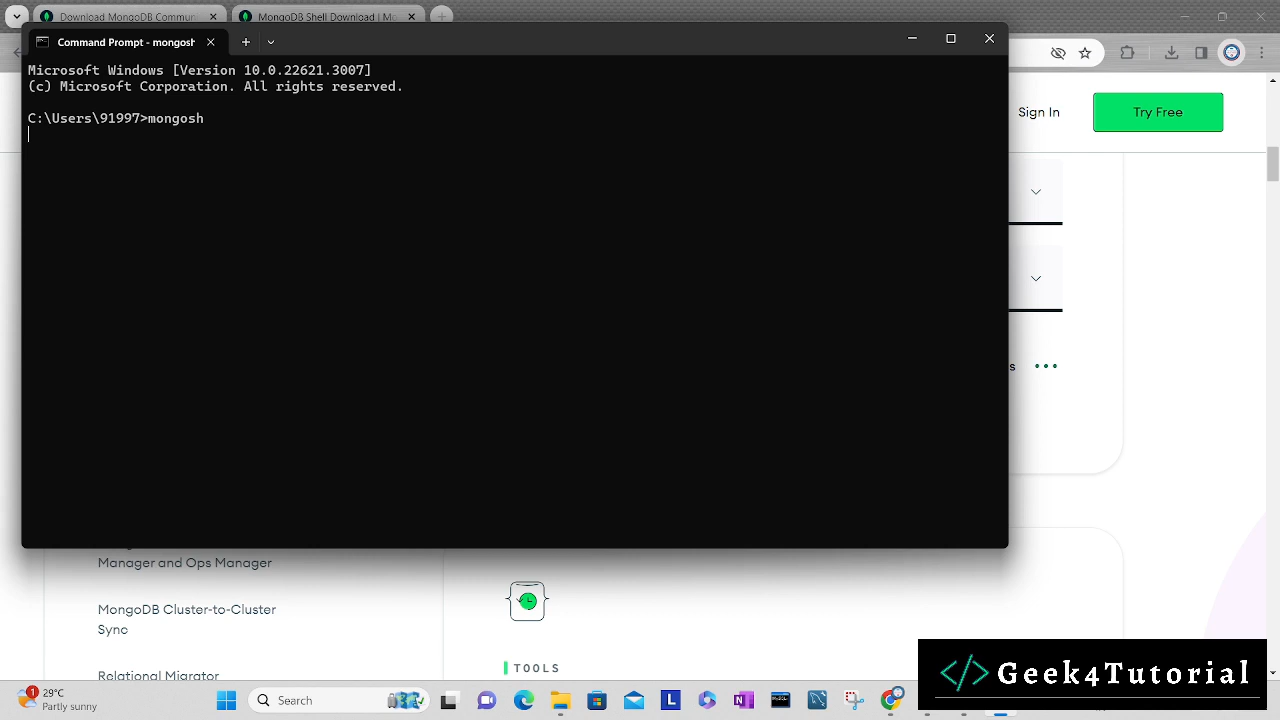 MongoDB Communi
MongoDB Shell Download | Mo
Command Prompt - mongosh
Microsoft Windows [Version 10.0.22621.3007]
(c) Microsoft Corporation. All rights reserved.
C:\Users\91997>mongosh
Sign In
Try Free
s
Manager and Ops Manager
MongoDB Cluster-to-Cluster
Sync
Relational Migrator
TOOLS
</> Geek4Tutorial
1
29°C
Partly sunny
Search